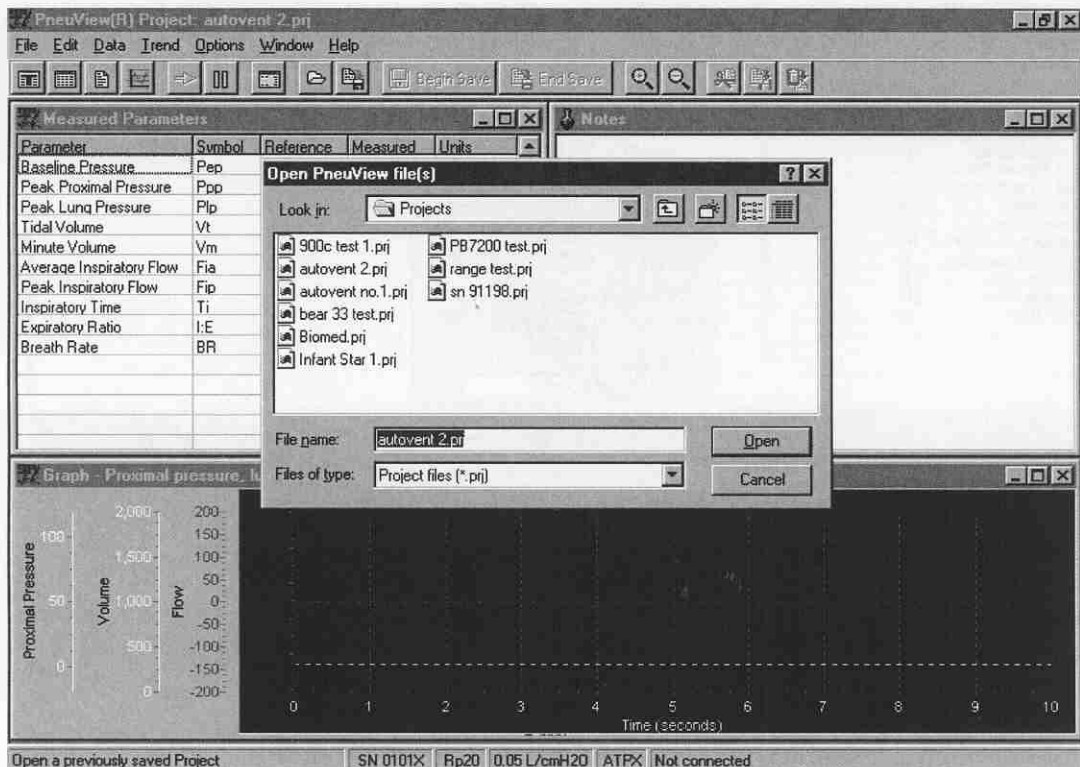 PneuView(R) Project: autovent 2.prj
File Edit Data Trend Options Window Help
Begin Save End Save
Measured Parameters
Parameter Symbol Reference Measured Units
Baseline Pressure Pep
Peak Proximal Pressure Ppp
Peak Lung Pressure Plp
Tidal Volume Vt
Minute Volume Vm
Average Inspiratory Flow Fia
Peak Inspiratory Flow Fip
Inspiratory Time Ti
Expiratory Ratio I:E
Breath Rate BR
Notes
Open PneuView file(s)
Look in: Projects
900c test 1.prj
autovent 2.prj
autovent no.1.prj
bear 33 test.prj
Biomed.prj
Infant Star 1.prj
PB7200 test.prj
range test.prj
sn 91198.prj
File name: autovent 2.prj Open
Files of type: Project files (*.prj) Cancel
Graph - Proximal pressure, lu
Proximal Pressure
100
50
0
Volume
2,000
1,500
1,000
500
0
Flow
200
150
100
50
0
-50
-100
-150
-200
0 1 2 3 4 5 6 7 8 9 10
Time (seconds)
Open a previously saved Project SN 0101X Rp20 0.05 L/cmH2O ATPX Not connected